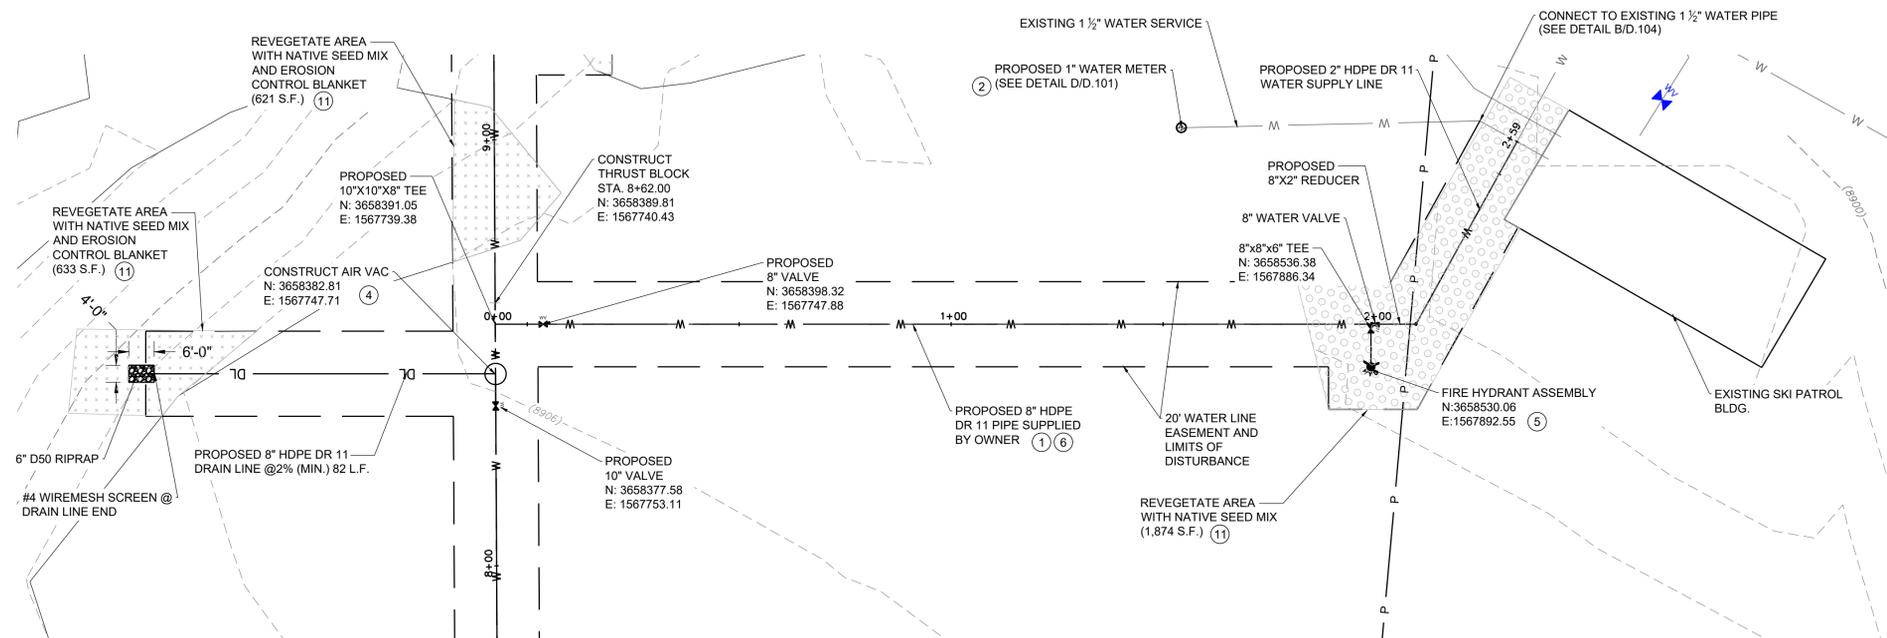 EXISTING 1 ½" WATER SERVICE
CONNECT TO EXISTING 1 ½" WATER PIPE
(SEE DETAIL B/D.104)
REVEGETATE AREA
WITH NATIVE SEED MIX
AND EROSION
CONTROL BLANKET
(621 S.F.) 11
2 PROPOSED 1" WATER METER
(SEE DETAIL D/D.101)
PROPOSED 2" HDPE DR 11
WATER SUPPLY LINE
P
W
W
WV
W
W
W
9+00
W
2+59
CONSTRUCT
THRUST BLOCK
STA. 8+62.00
N: 3658389.81
E: 1567740.43
PROPOSED
10"X10"X8" TEE
N: 3658391.05
E: 1567739.38
PROPOSED
8"X2" REDUCER
P
(8900)
REVEGETATE AREA
WITH NATIVE SEED MIX
AND EROSION
CONTROL BLANKET
(633 S.F.) 11
8" WATER VALVE
8"x8"x6" TEE
N: 3658536.38
E: 1567886.34
W
W
CONSTRUCT AIR VAC
N: 3658382.81
E: 1567747.71 4
PROPOSED
8" VALVE
N: 3658398.32
E: 1567747.88
P
4'-0"
0+00
WV
W
W
W
W
1+00
W
W
W
W
2+00
6'-0"
W
DL
DL
P
(8906)
FIRE HYDRANT ASSEMBLY
N:3658530.06
E:1567892.55 5
EXISTING SKI PATROL
BLDG.
PROPOSED 8" HDPE
DR 11 PIPE SUPPLIED
BY OWNER 1 6
20' WATER LINE
EASEMENT AND
LIMITS OF
DISTURBANCE
6" D50 RIPRAP
PROPOSED 8" HDPE DR 11
DRAIN LINE @2% (MIN.) 82 L.F.
PROPOSED
10" VALVE
N: 3658377.58
E: 1567753.11
W
#4 WIREMESH SCREEN @
DRAIN LINE END
REVEGETATE AREA
WITH NATIVE SEED MIX
(1,874 S.F.) 11
P
8+00
W
P